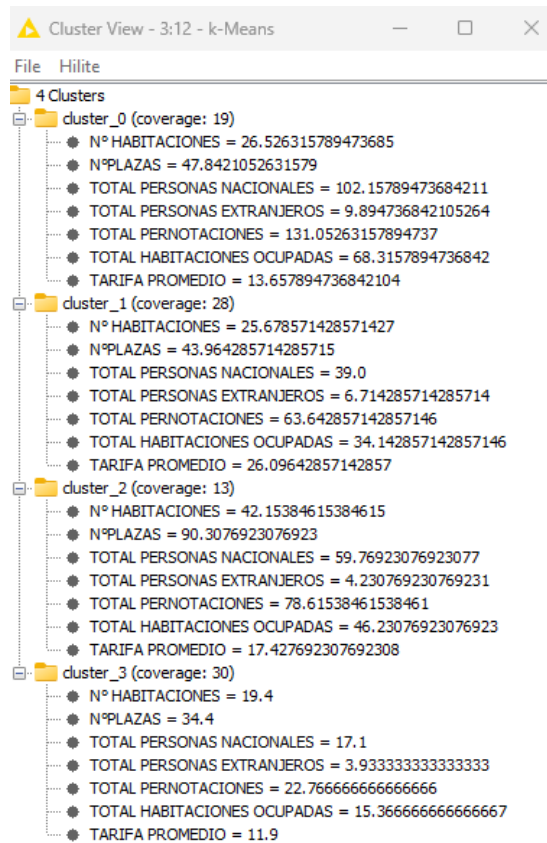 Cluster View - 3:12 - k-Means
File Hilite
4 Clusters
cluster_0 (coverage: 19)
Nº HABITACIONES = 26.526315789473685
NºPLAZAS = 47.8421052631579
TOTAL PERSONAS NACIONALES = 102.15789473684211
TOTAL PERSONAS EXTRANJEROS = 9.894736842105264
TOTAL PERNOTACIONES = 131.05263157894737
TOTAL HABITACIONES OCUPADAS = 68.3157894736842
TARIFA PROMEDIO = 13.657894736842104
cluster_1 (coverage: 28)
Nº HABITACIONES = 25.678571428571427
NºPLAZAS = 43.964285714285715
TOTAL PERSONAS NACIONALES = 39.0
TOTAL PERSONAS EXTRANJEROS = 6.714285714285714
TOTAL PERNOTACIONES = 63.642857142857146
TOTAL HABITACIONES OCUPADAS = 34.142857142857146
TARIFA PROMEDIO = 26.09642857142857
cluster_2 (coverage: 13)
Nº HABITACIONES = 42.15384615384615
NºPLAZAS = 90.3076923076923
TOTAL PERSONAS NACIONALES = 59.76923076923077
TOTAL PERSONAS EXTRANJEROS = 4.230769230769231
TOTAL PERNOTACIONES = 78.61538461538461
TOTAL HABITACIONES OCUPADAS = 46.23076923076923
TARIFA PROMEDIO = 17.427692307692308
cluster_3 (coverage: 30)
Nº HABITACIONES = 19.4
NºPLAZAS = 34.4
TOTAL PERSONAS NACIONALES = 17.1
TOTAL PERSONAS EXTRANJEROS = 3.933333333333333
TOTAL PERNOTACIONES = 22.766666666666666
TOTAL HABITACIONES OCUPADAS = 15.366666666666667
TARIFA PROMEDIO = 11.9